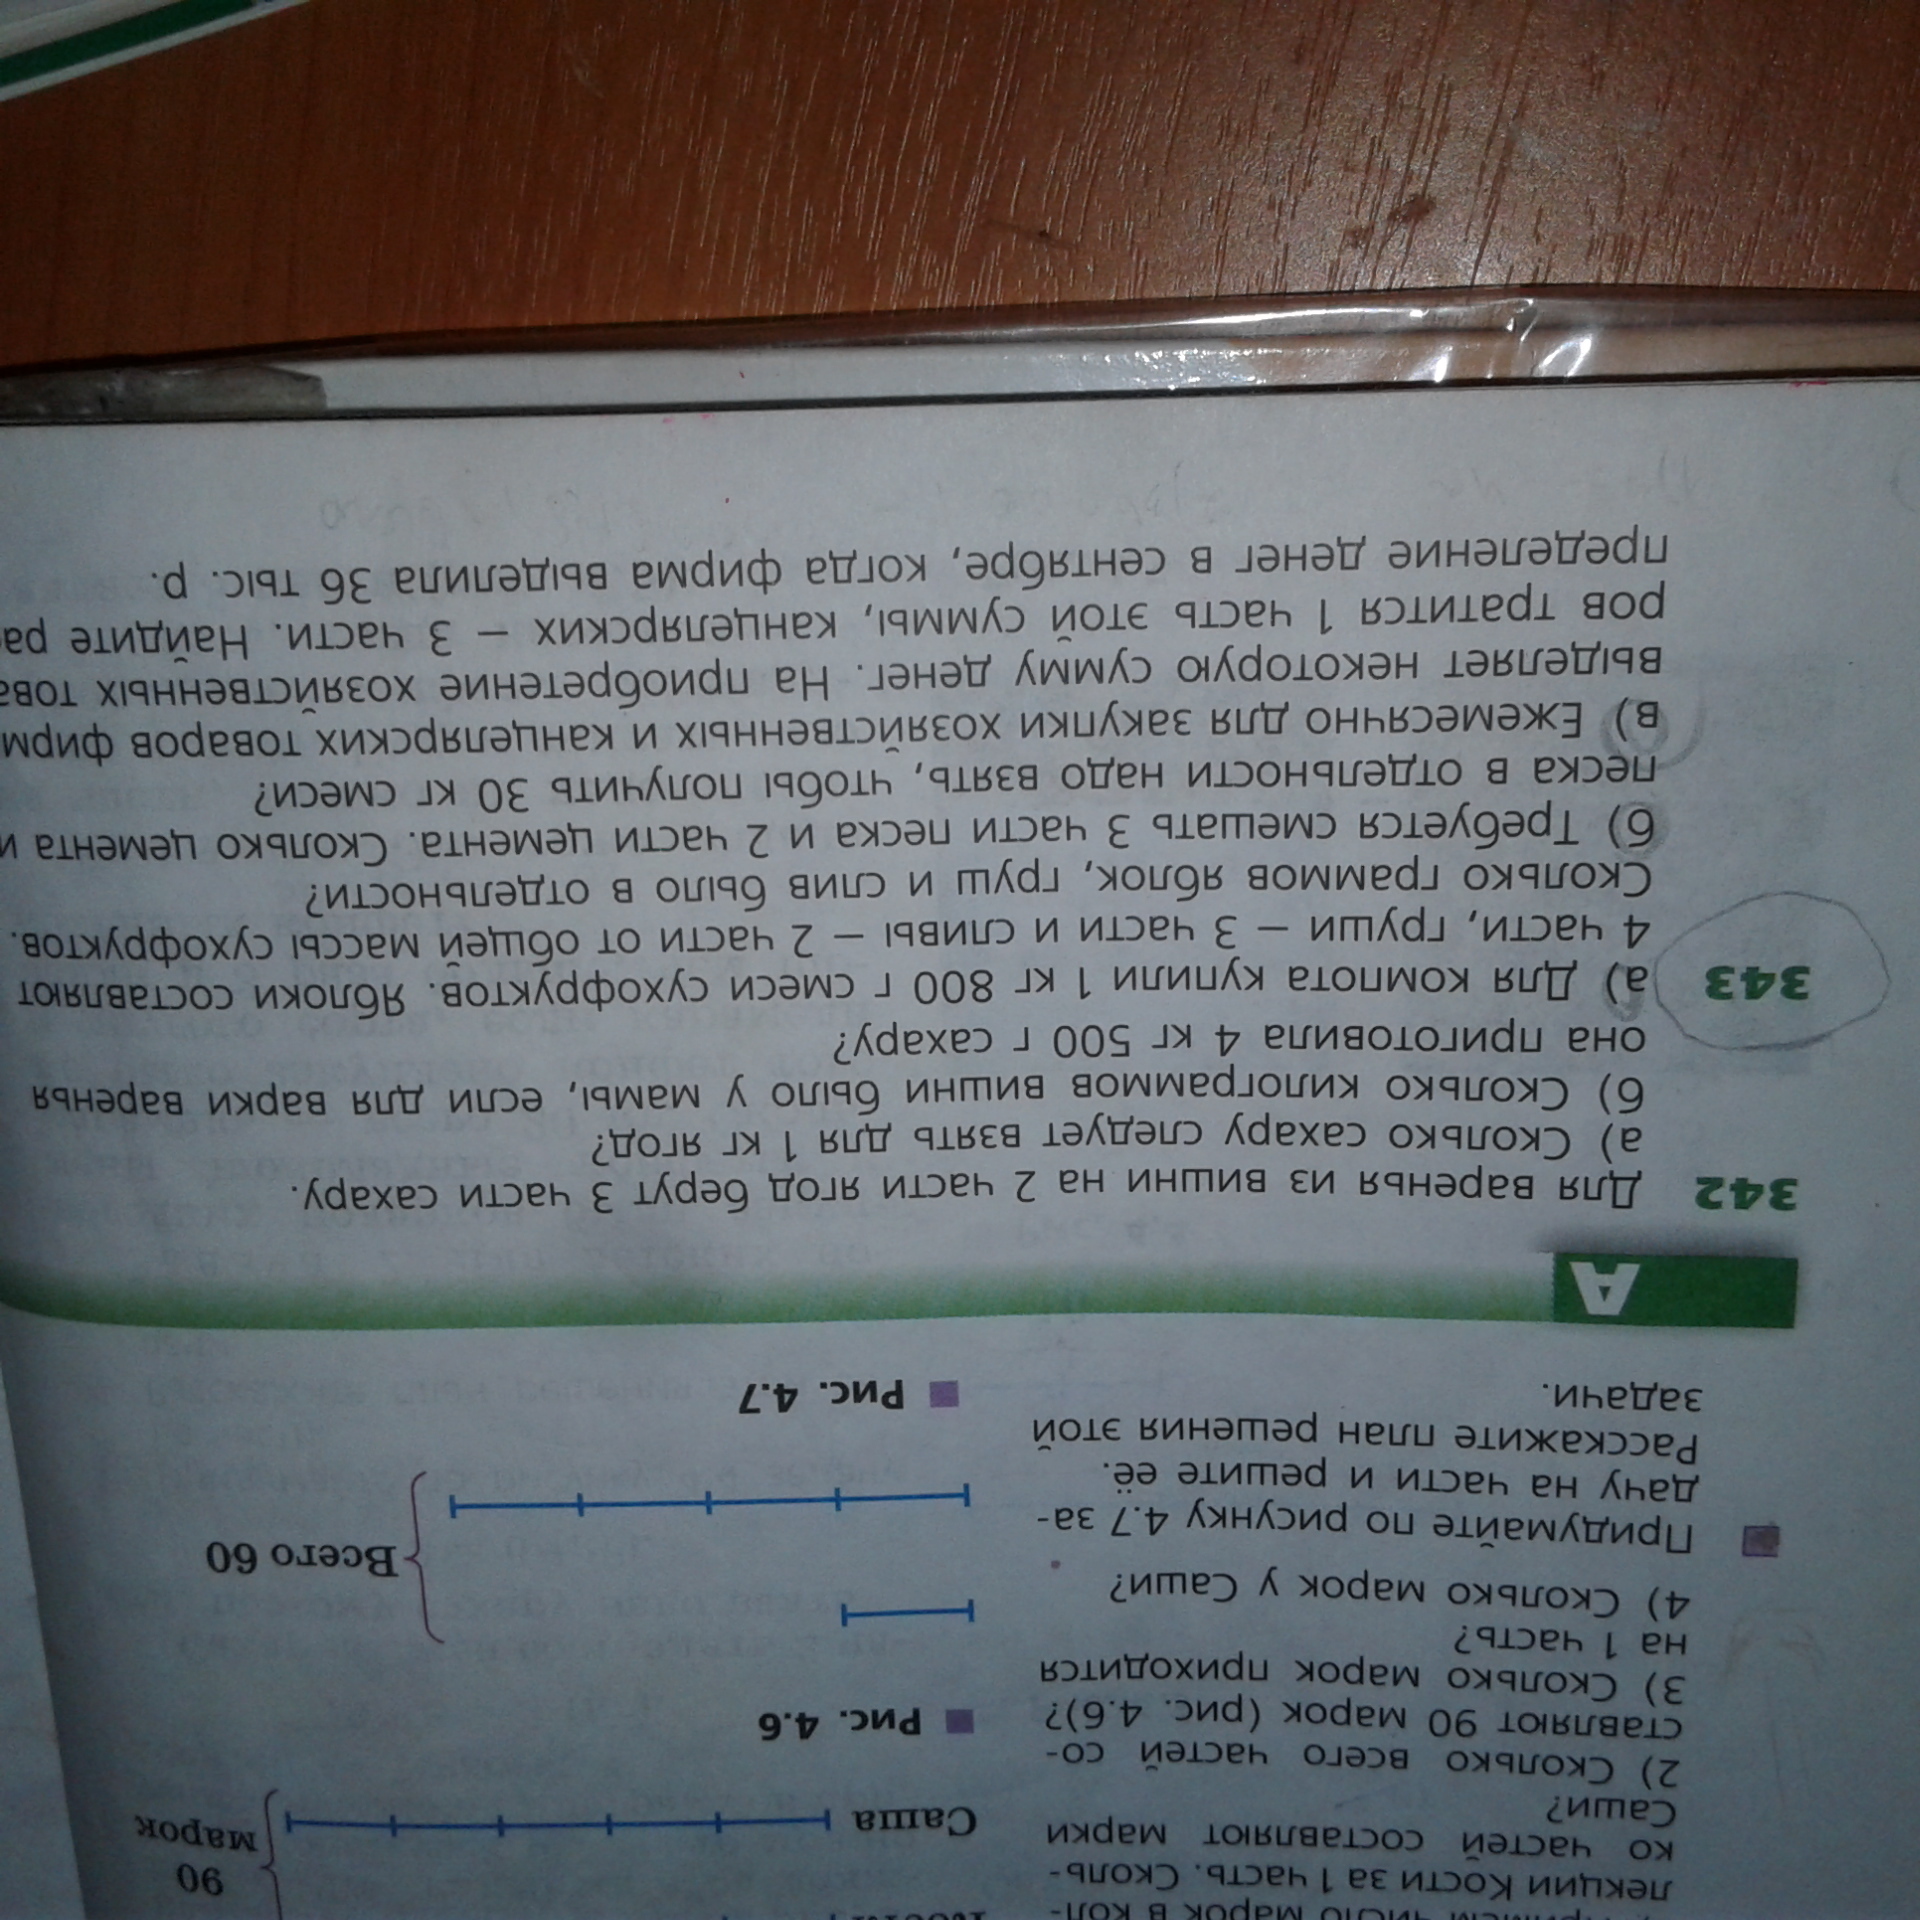 лекции Кости за 1 часть. Сколь-
ко частей составляют марки
Саши?
2) Сколько всего частей со-
ставляют 90 марок (рис. 4.6)?
3) Сколько марок приходится
на 1 часть?
4) Сколько марок у Саши?
Придумайте по рисунку 4.7 за-
дачу на части и решите её.
Расскажите план решения этой
задачи.
90
марок
Саша
Рис. 4.6
Всего 60
Рис. 4.7
А
342 Для варенья из вишни на 2 части ягод берут 3 части сахару.
а) Сколько сахару следует взять для 1 кг ягод?
б) Сколько килограммов вишни было у мамы, если для варки варенья
она приготовила 4 кг 500 г сахару?
343 а) Для компота купили 1 кг 800 г смеси сухофруктов. Яблоки составляют
4 части, груши – 3 части и сливы – 2 части от общей массы сухофруктов.
Сколько граммов яблок, груш и слив было в отдельности?
б) Требуется смешать 3 части песка и 2 части цемента. Сколько цемента и
песка в отдельности надо взять, чтобы получить 30 кг смеси?
в) Ежемесячно для закупки хозяйственных и канцелярских товаров фирм
выделяет некоторую сумму денег. На приобретение хозяйственных това
ров тратится 1 часть этой суммы, канцелярских – 3 части. Найдите рас
пределение денег в сентябре, когда фирма выделила 36 тыс. р.